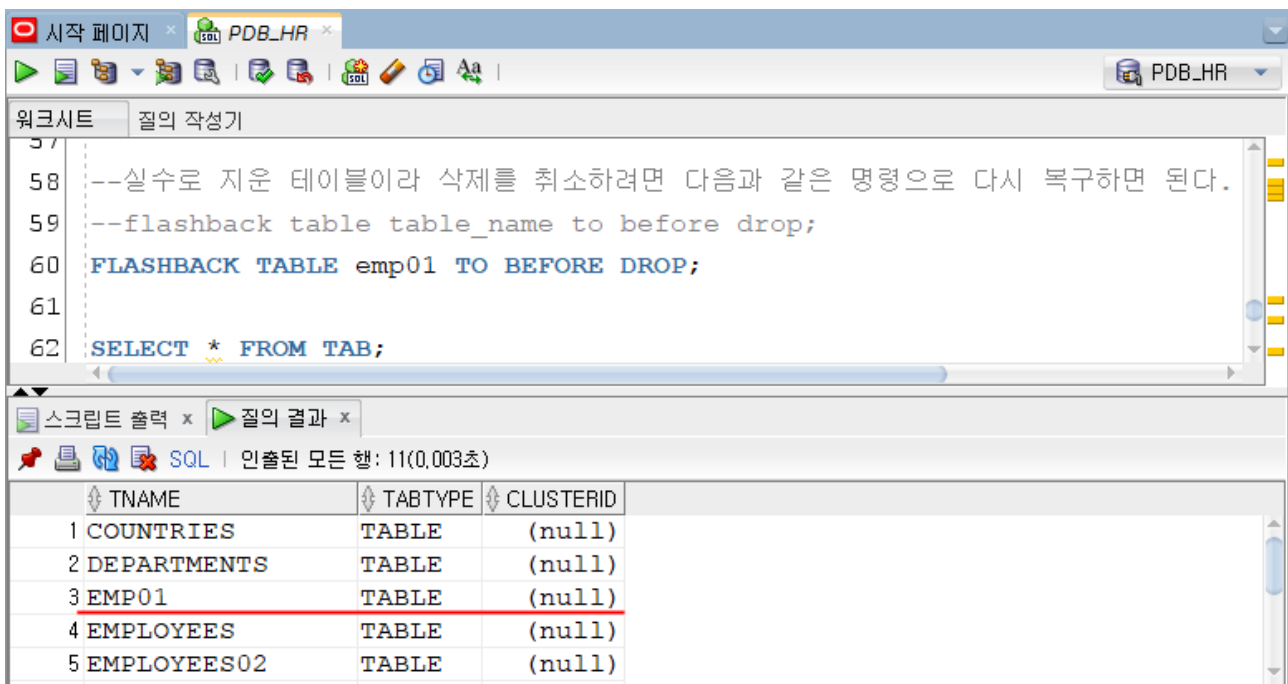 시작 페이지 × PDB_HR ×
PDB_HR
워크시트 질의 작성기
57
58 --실수로 지운 테이블이라 삭제를 취소하려면 다음과 같은 명령으로 다시 복구하면 된다.
59 --flashback table table_name to before drop;
60 FLASHBACK TABLE emp01 TO BEFORE DROP;
61
62 SELECT * FROM TAB;
스크립트 출력 × 질의 결과 ×
SQL | 인출된 모든 행: 11(0,003초)
TNAME TABTYPE CLUSTERID
1 COUNTRIES TABLE (null)
2 DEPARTMENTS TABLE (null)
3 EMP01 TABLE (null)
4 EMPLOYEES TABLE (null)
5 EMPLOYEES02 TABLE (null)